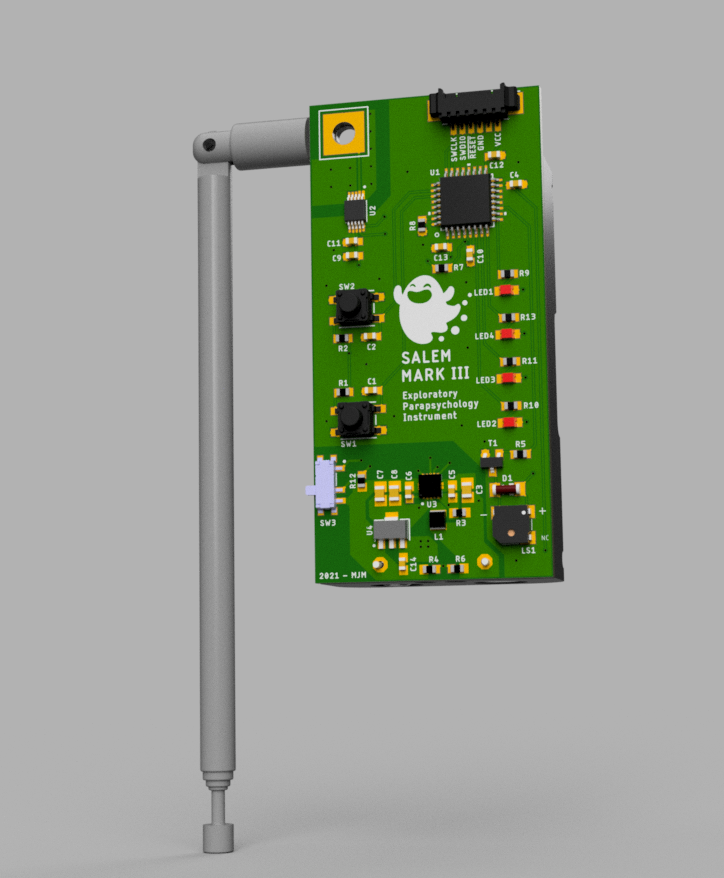 SWCLK
SWDIO
RESET
GND
VCC
U1
C12
C4
U2
R8
C11
C9
C13
C10
R7
R9
SW2
LED1
R13
LED4
R2
C2
SALEM
MARK III
R11
LED3
R1
C1
Exploratory
Parapsychology
Instrument
R10
LED2
SW1
T1
R5
R12
C7
C8
C6
C5
C3
D1
U3
SW3
U4
L1
R3
– +
NC
LS1
C14
R4
R6
2021 – MJM